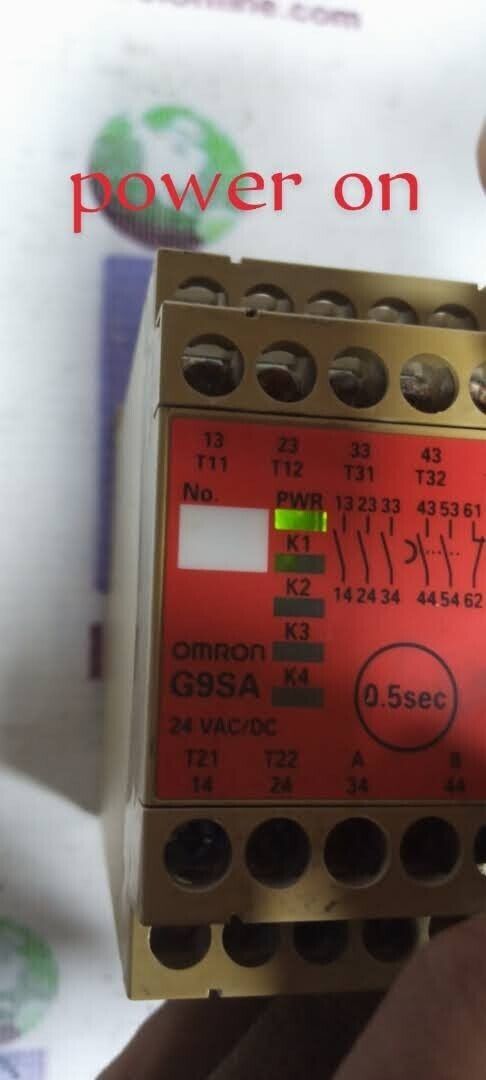 online.com
power on
13 23 33 43
T11 T12 T31 T32
No. PWR 13 23 33 43 53 61
K1
K2
14 24 34 44 54 62
K3
OMRON
K4
G9SA 0.5sec
24 VAC/DC
T21 T22 A B
14 24 34 44